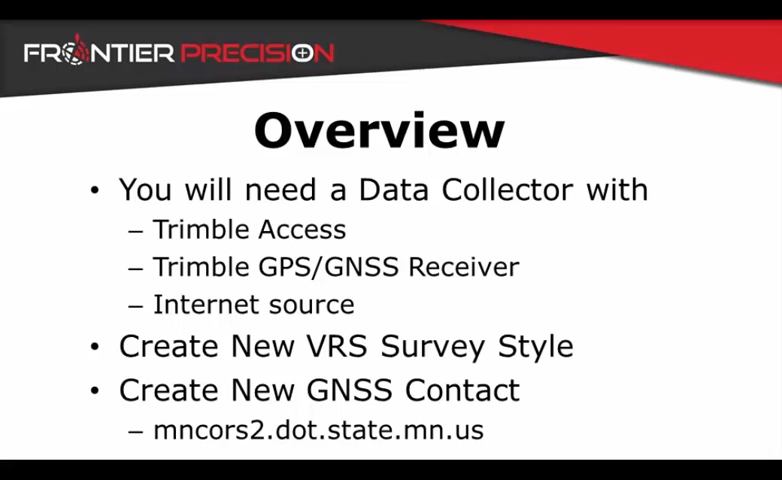 FRONTIER PRECISION
Overview
• You will need a Data Collector with
– Trimble Access
– Trimble GPS/GNSS Receiver
– Internet source
• Create New VRS Survey Style
• Create New GNSS Contact
– mncors2.dot.state.mn.us